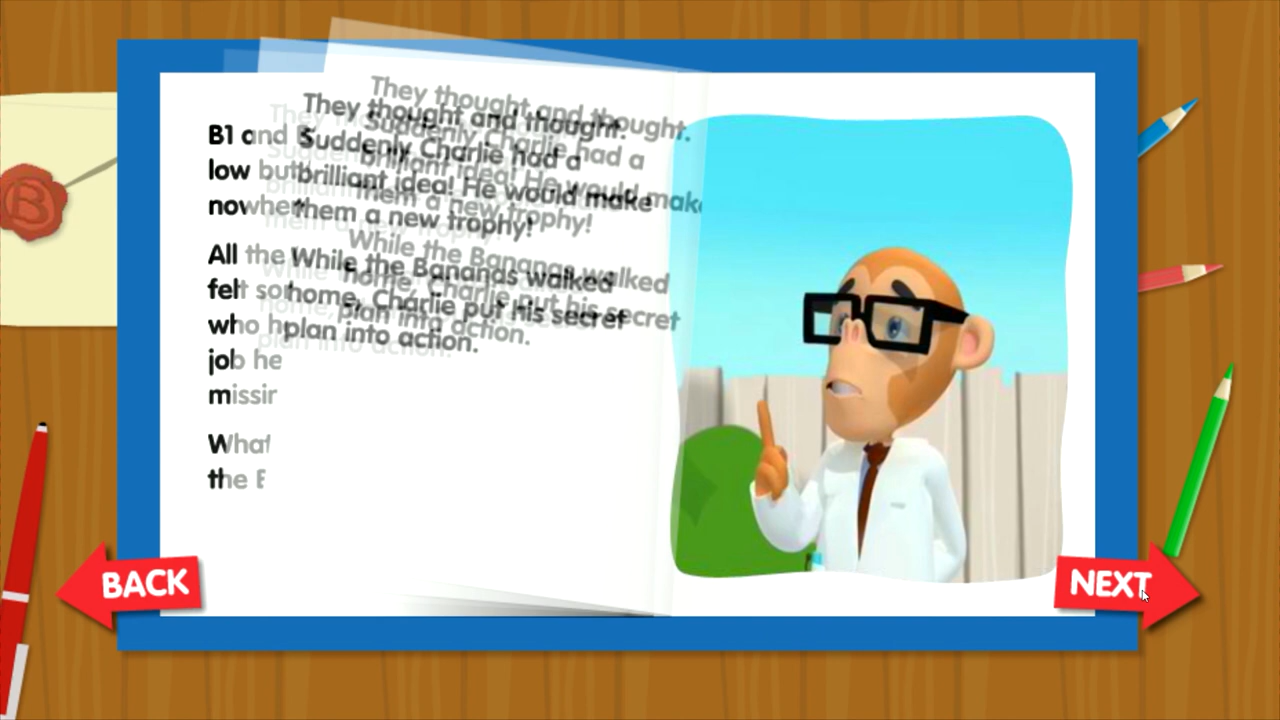 They thought and thought.
Suddenly Charlie had a
brilliant idea! He would make
them a new trophy!
While the Bananas walked
home, Charlie put his secret
plan into action.
B1 and
low but
nowhe
All the
felt so
who h
job he
missin
What
the B
BACK
NEXT
B